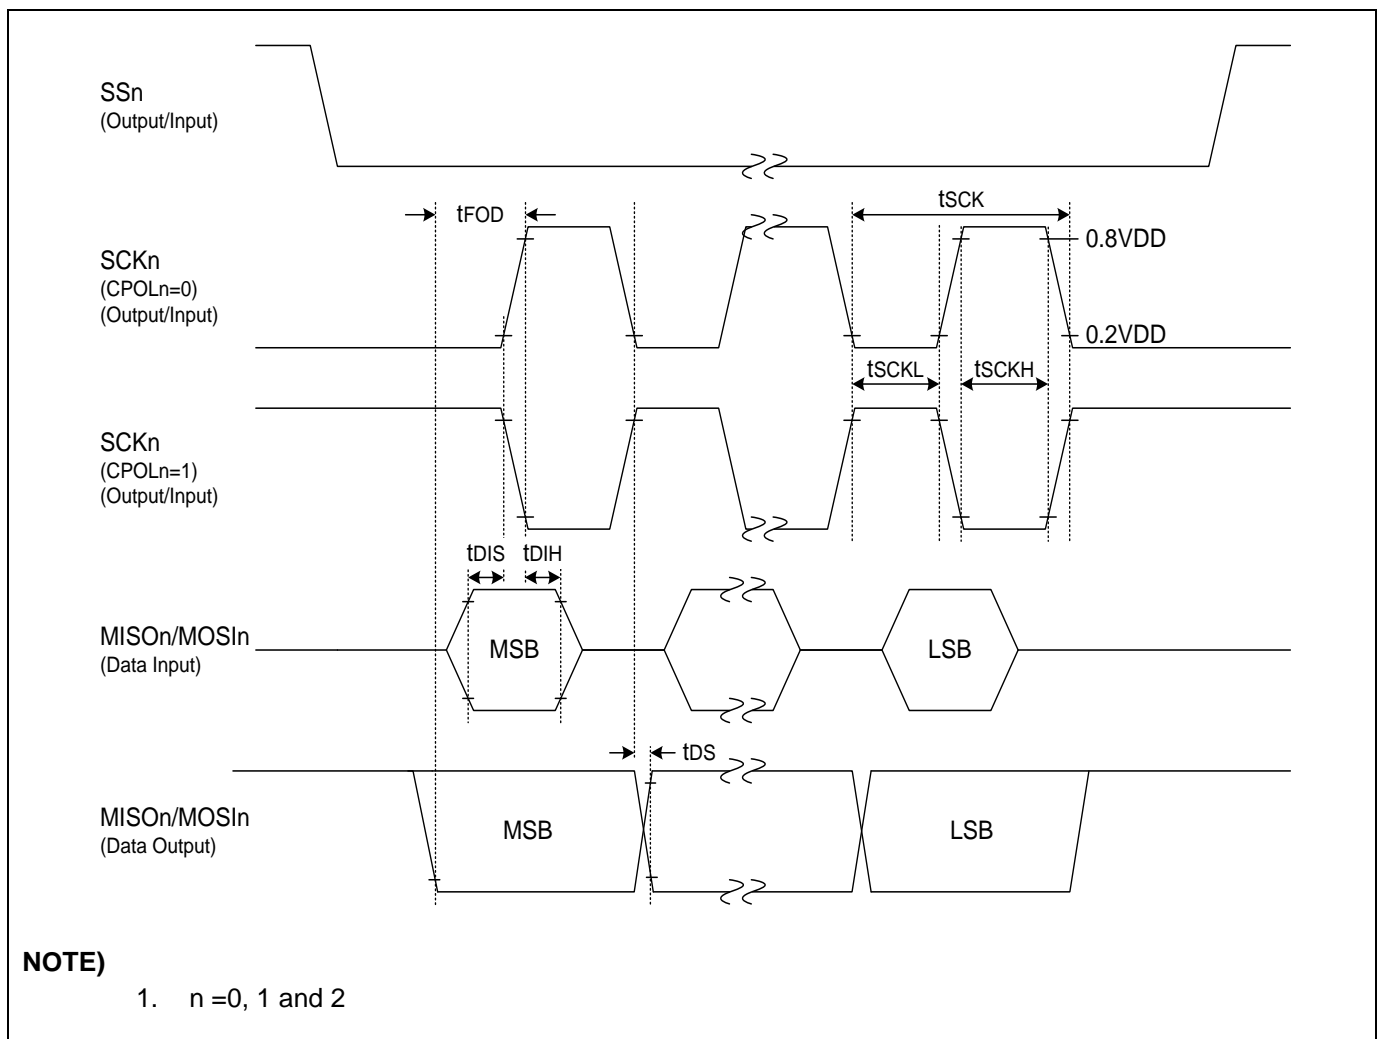 SSn
(Output/Input)
tFOD
tSCK
SCKn
(CPOLn=0)
(Output/Input)
0.8VDD
0.2VDD
tSCKL
tSCKH
SCKn
(CPOLn=1)
(Output/Input)
tDIS
tDIH
MISOn/MOSIn
(Data Input)
MSB
LSB
tDS
MISOn/MOSIn
(Data Output)
MSB
LSB
NOTE)
1. n =0, 1 and 2